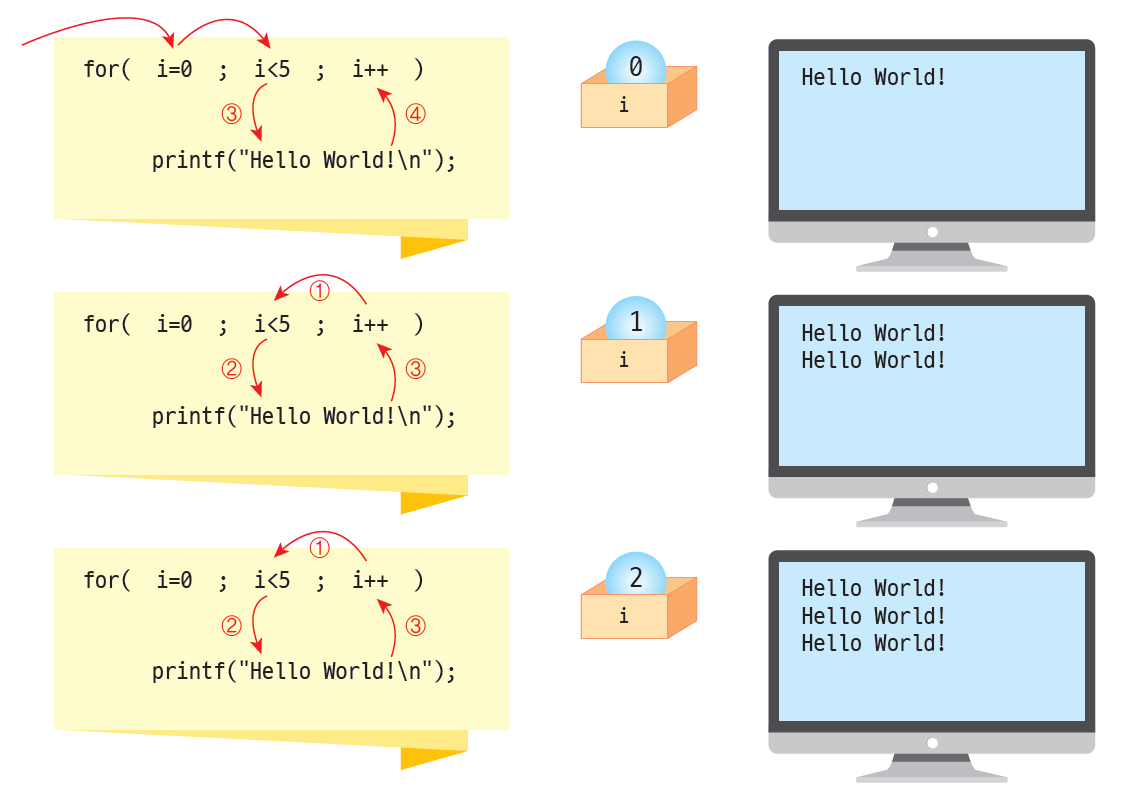 for( i=0 ; i<5 ; i++ )
③ ④
printf("Hello World!\n");
0
i
Hello World!
①
for( i=0 ; i<5 ; i++ )
② ③
printf("Hello World!\n");
1
i
Hello World!
Hello World!
①
for( i=0 ; i<5 ; i++ )
② ③
printf("Hello World!\n");
2
i
Hello World!
Hello World!
Hello World!